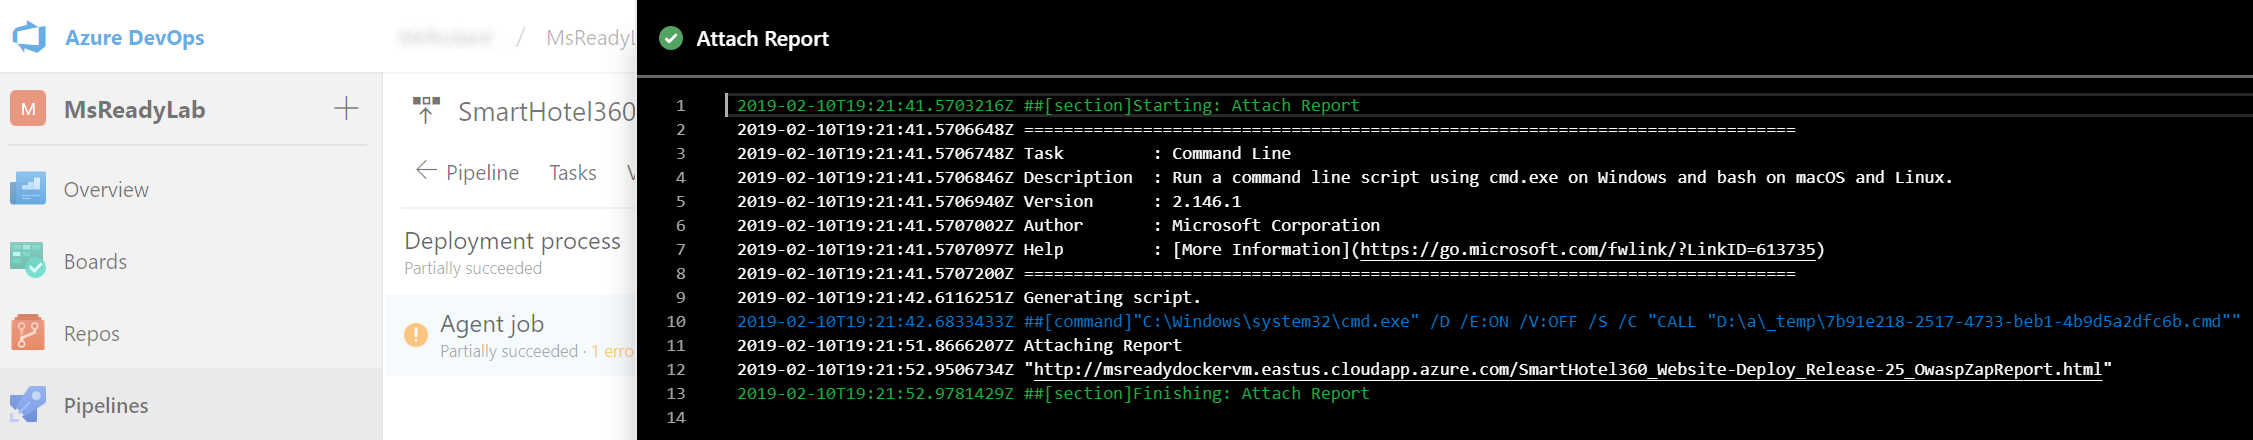 Azure DevOps
/ MsReadyL
M MsReadyLab
Overview
Boards
Repos
Pipelines
SmartHotel360
Pipeline Tasks V
Deployment process
Partially succeeded
Agent job
Partially succeeded · 1 erro
Attach Report
1 2019-02-10T19:21:41.5703216Z ##[section]Starting: Attach Report
2 2019-02-10T19:21:41.5706648Z ==============================================================================
3 2019-02-10T19:21:41.5706748Z Task : Command Line
4 2019-02-10T19:21:41.5706846Z Description : Run a command line script using cmd.exe on Windows and bash on macOS and Linux.
5 2019-02-10T19:21:41.5706940Z Version : 2.146.1
6 2019-02-10T19:21:41.5707002Z Author : Microsoft Corporation
7 2019-02-10T19:21:41.5707097Z Help : [More Information](https://go.microsoft.com/fwlink/?LinkID=613735)
8 2019-02-10T19:21:41.5707200Z ==============================================================================
9 2019-02-10T19:21:42.6116251Z Generating script.
10 2019-02-10T19:21:42.6833433Z ##[command]"C:\Windows\system32\cmd.exe" /D /E:ON /V:OFF /S /C "CALL "D:\a\_temp\7b91e218-2517-4733-beb1-4b9d5a2dfc6b.cmd""
11 2019-02-10T19:21:51.8666207Z Attaching Report
12 2019-02-10T19:21:52.9506734Z "http://msreadydockervm.eastus.cloudapp.azure.com/SmartHotel360_Website-Deploy_Release-25_OwaspZapReport.html"
13 2019-02-10T19:21:52.9781429Z ##[section]Finishing: Attach Report
14